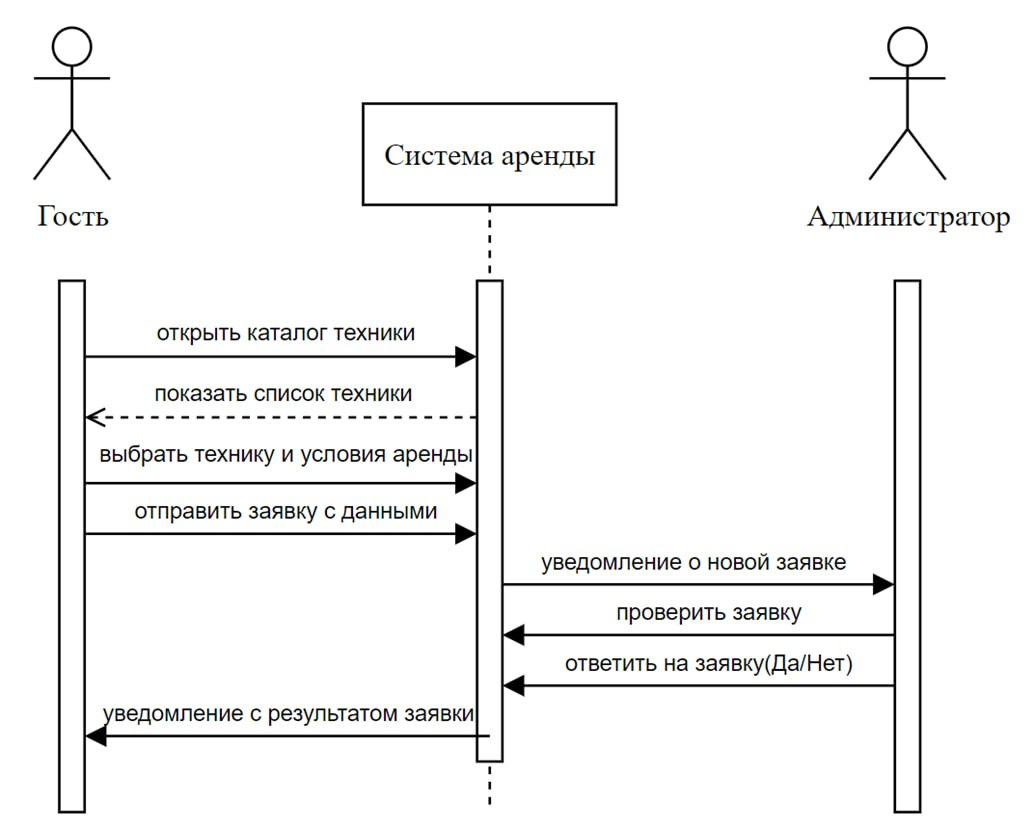 Система аренды
Гость
Администратор
открыть каталог техники
показать список техники
выбрать технику и условия аренды
отправить заявку с данными
уведомление о новой заявке
проверить заявку
ответить на заявку(Да/Нет)
уведомление с результатом заявки